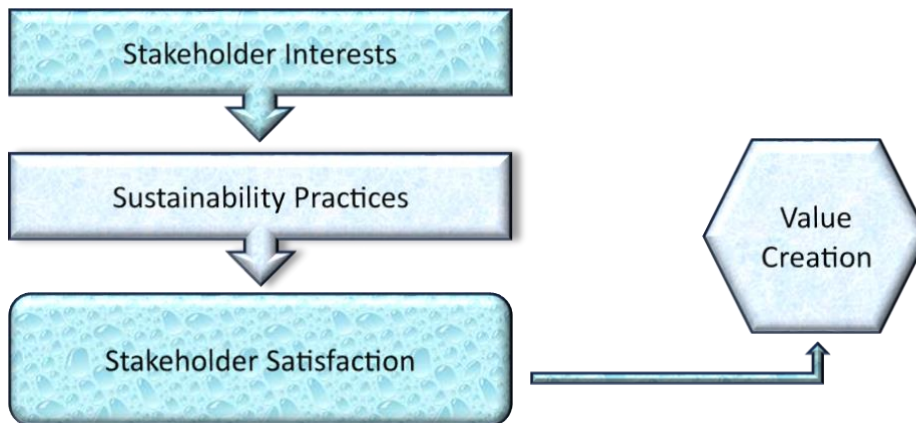 Stakeholder Interests
Sustainability Practices
Stakeholder Satisfaction
Value
Creation